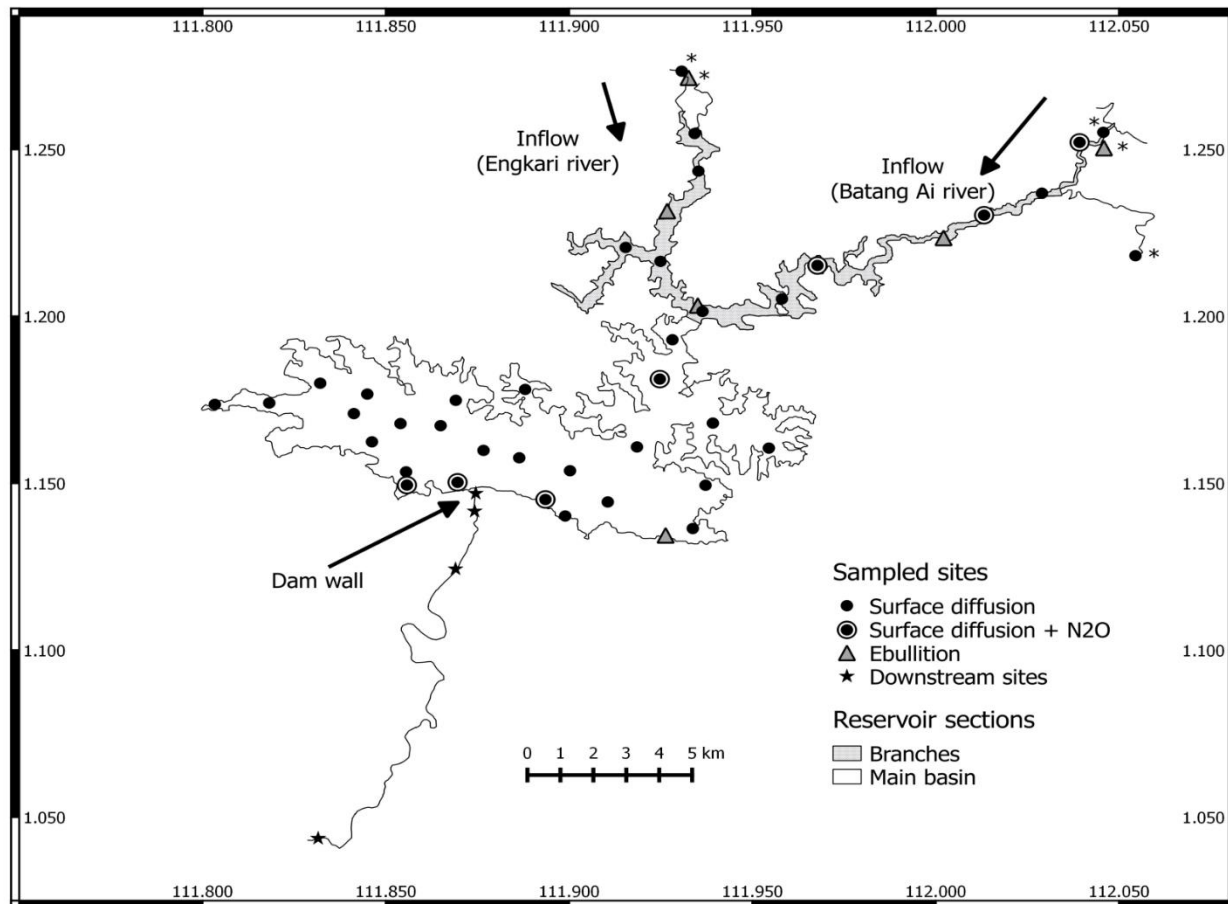 111.800 111.850 111.900 111.950 112.000 112.050
*
*
1.250 1.250
Inflow
(Engkari river)
Inflow
(Batang Ai river)
*
*
*
1.200 1.200
1.150 1.150
Dam wall
Sampled sites
Surface diffusion
Surface diffusion + N2O
Ebullition
Downstream sites
Reservoir sections
Branches
Main basin
1.100 1.100
0 1 2 3 4 5 km
1.050 1.050
111.800 111.850 111.900 111.950 112.000 112.050